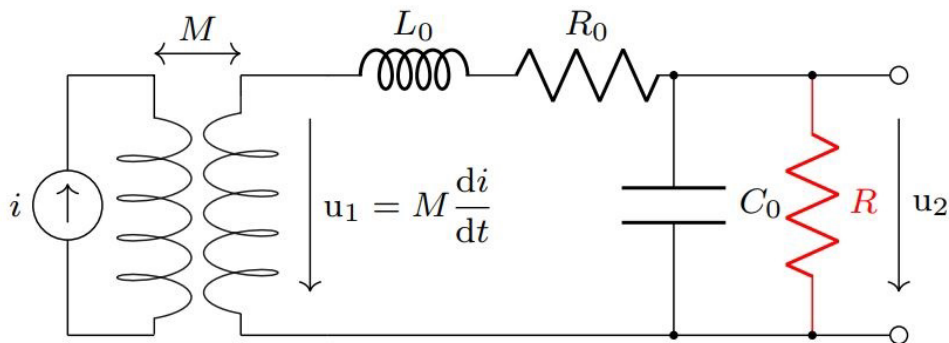 M
L₀
R₀
i
u₁ = M di/dt
C₀
R
u₂